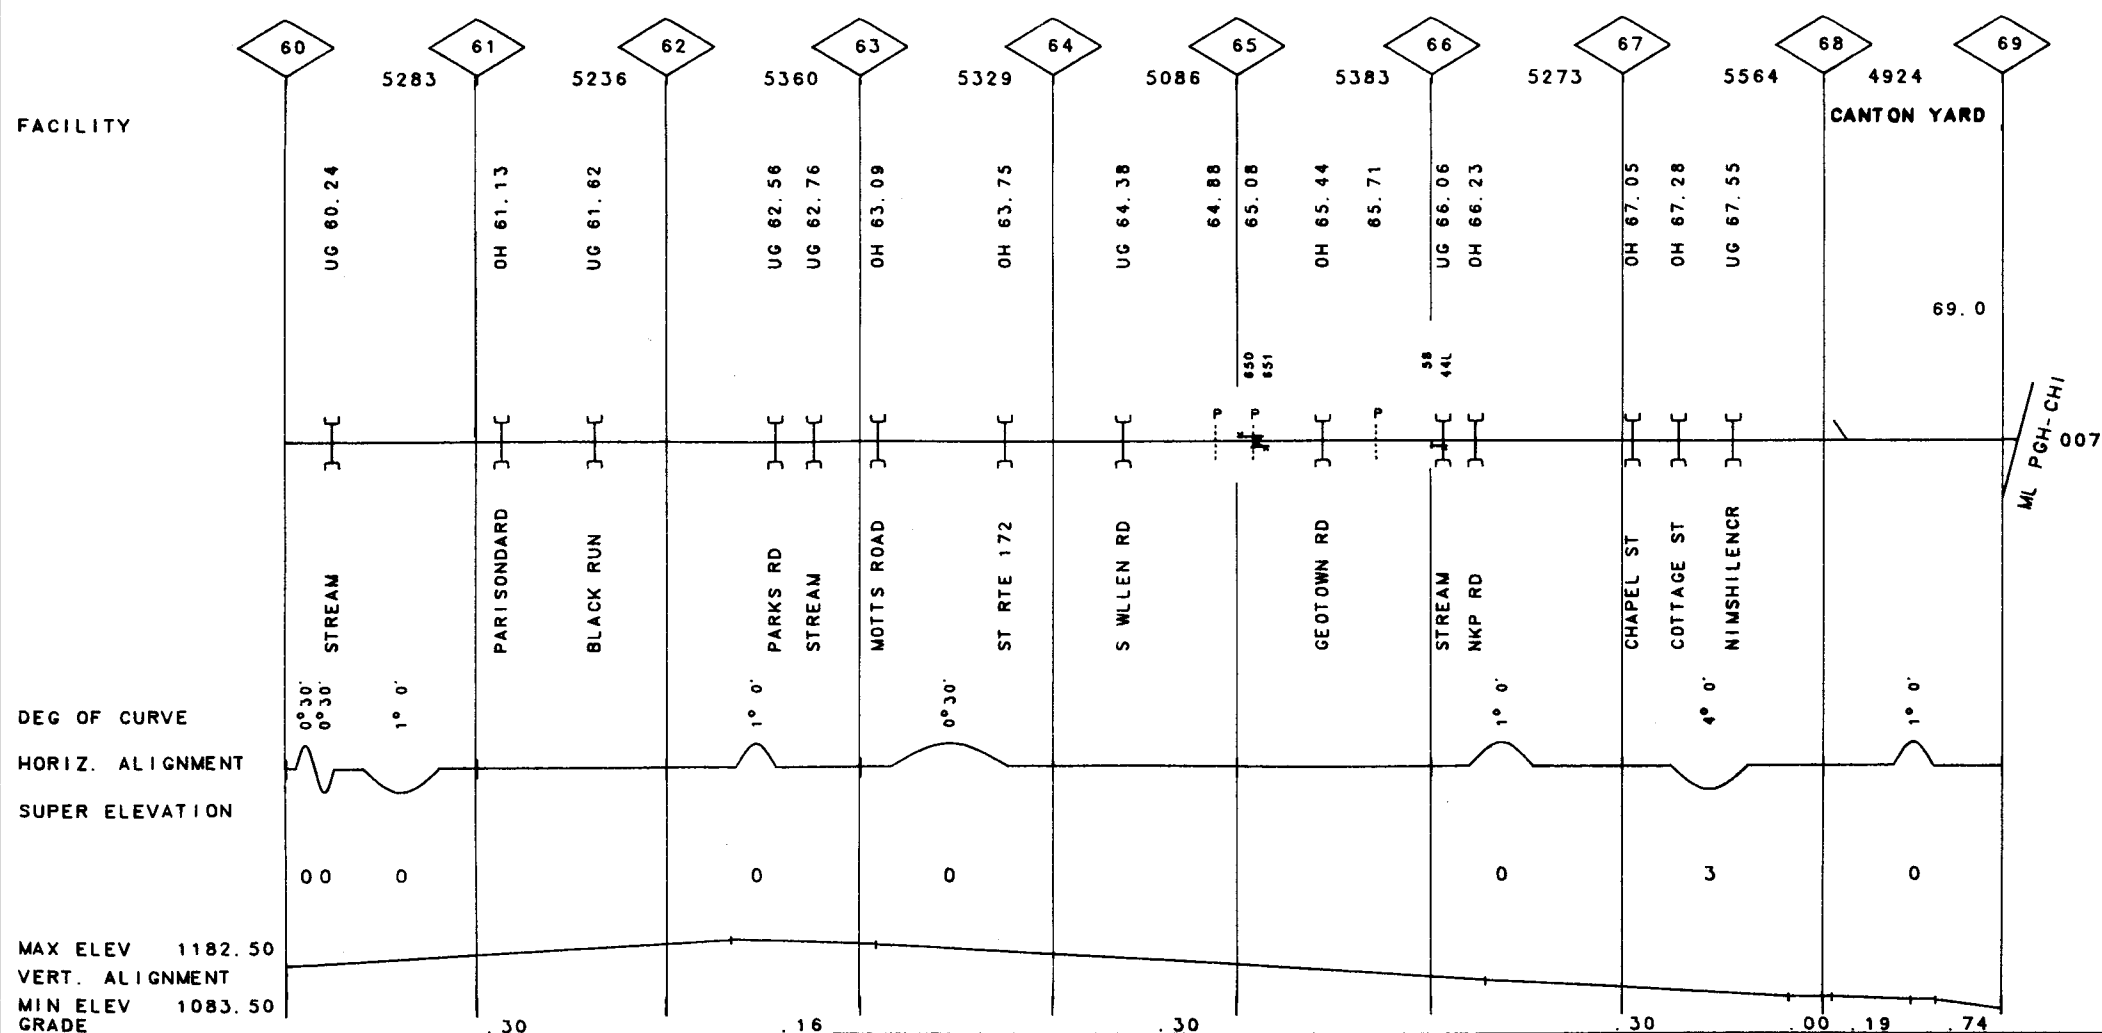 60 61 62 63 64 65 66 67 68 69
5283 5236 5360 5329 5086 5383 5273 5564 4924
FACILITY
CANTON YARD
UG 60.24
OH 61.13
UG 61.62
UG 62.56
UG 62.76
OH 63.09
OH 63.75
UG 64.38
64.88
65.08
OH 65.44
65.71
UG 66.06
OH 66.23
OH 67.05
OH 67.28
UG 67.55
69.0
650
651
58
44L
P P P
ML PGH-CHI
007
STREAM
PARISONDARD
BLACK RUN
PARKS RD
STREAM
MOTTS ROAD
ST RTE 172
S WLLEN RD
GEOTOWN RD
STREAM
NKP RD
CHAPEL ST
COTTAGE ST
NIMSHILENCR
DEG OF CURVE
0°30'
0°30'
1° 0'
1° 0'
0°30'
1° 0'
4° 0'
1° 0'
HORIZ. ALIGNMENT
SUPER ELEVATION
0 0 0 0 0 0 3 0
MAX ELEV 1182.50
VERT. ALIGNMENT
MIN ELEV 1083.50
GRADE .30 .16 .30 .30 .00 .19 .74